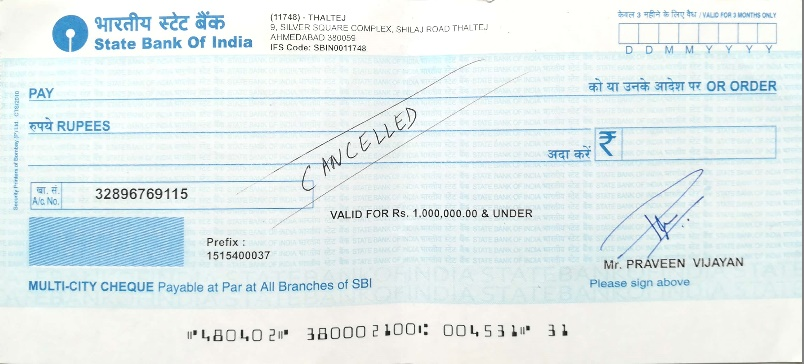 भारतीय स्टेट बैंक
State Bank Of India
(11748) - THALTEJ
9, SILVER SQUARE COMPLEX, SHILAJ ROAD THALTEJ
AHMEDABAD 380059
IFS Code: SBIN0011748
केवल 3 महीने के लिए वैध / VALID FOR 3 MONTHS ONLY
D D M M Y Y Y Y
PAY
को या उनके आदेश पर OR ORDER
रुपये RUPEES
अदा करें ₹
CANCELLED
खा. सं.
A/c No.
32896769115
VALID FOR Rs. 1,000,000.00 & UNDER
Prefix :
1515400037
Mr. PRAVEEN VIJAYAN
Please sign above
MULTI-CITY CHEQUE Payable at Par at All Branches of SBI
⑈480402⑈ 380002100⑆ 004531⑈ 31